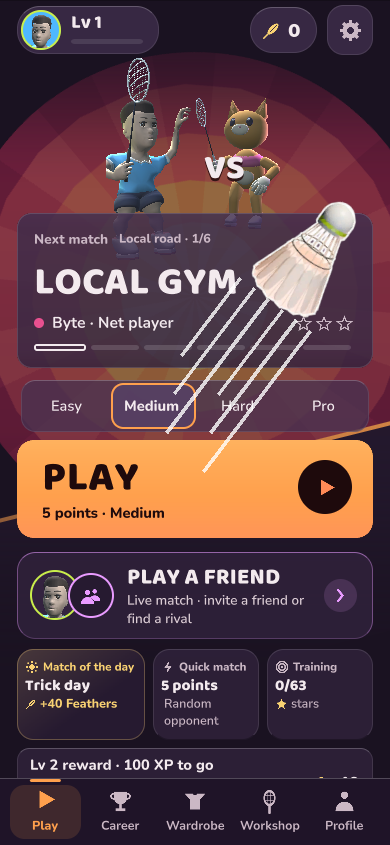 Lv 1
0
VS
Next match · Local road · 1/6
LOCAL GYM
Byte · Net player
Easy
Medium
Hard
Pro
PLAY
5 points · Medium
PLAY A FRIEND
Live match · invite a friend or
find a rival
Match of the day
Trick day
+40 Feathers
Quick match
5 points
Random
opponent
Training
0/63
stars
Lv 2 reward · 100 XP to go
Play
Career
Wardrobe
Workshop
Profile